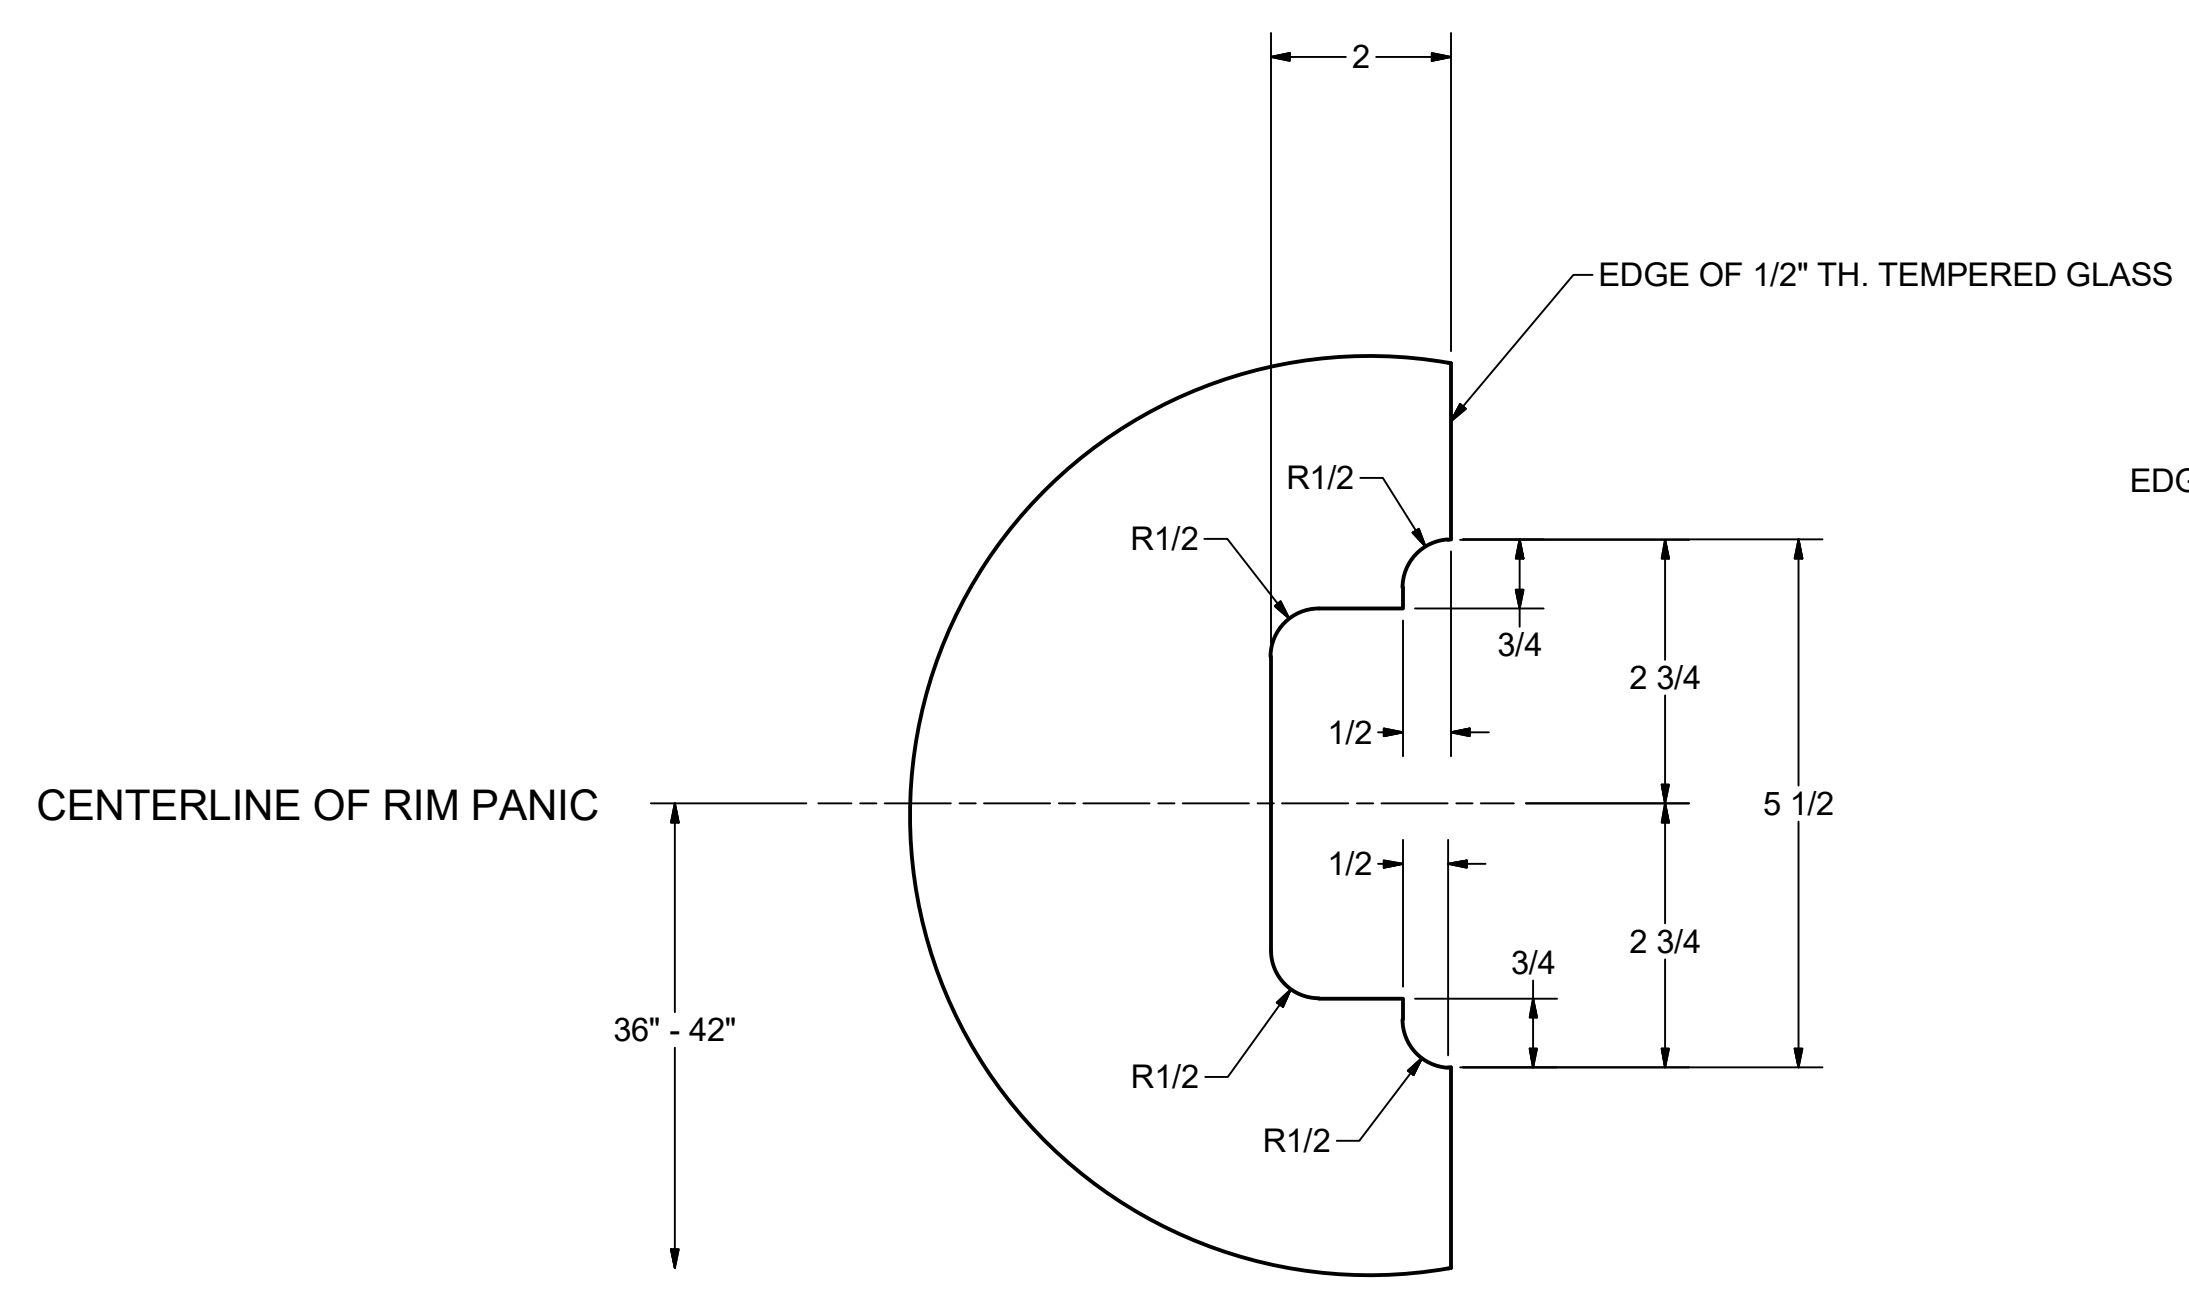 2
EDGE OF 1/2" TH. TEMPERED GLASS
R1/2
EDG
R1/2
3/4
2 3/4
1/2
CENTERLINE OF RIM PANIC
5 1/2
1/2
2 3/4
3/4
36" - 42"
R1/2
R1/2